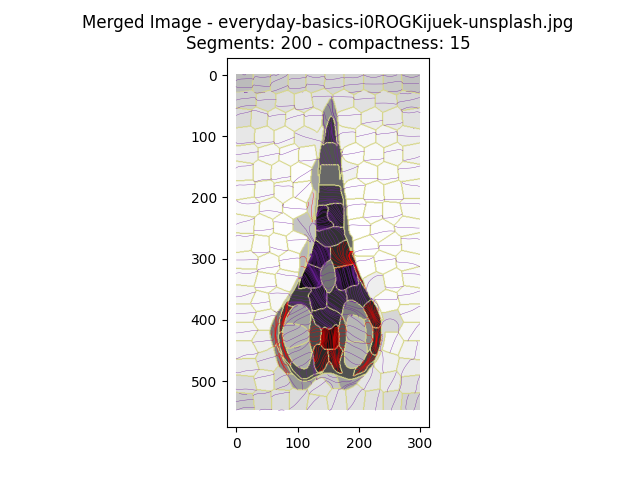 Merged Image - everyday-basics-i0ROGKijuek-unsplash.jpg
Segments: 200 - compactness: 15
0
100
200
300
400
500
0 100 200 300